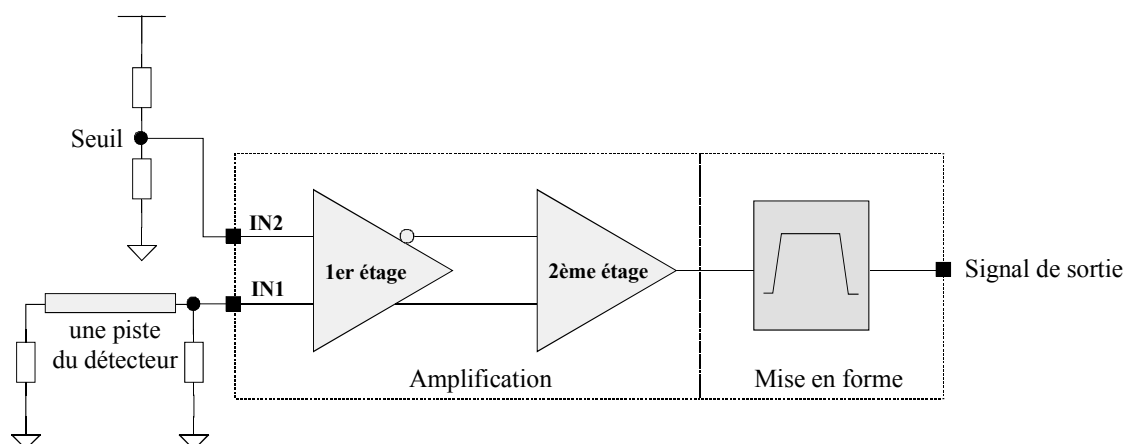 Seuil
IN2
1er étage
2ème étage
IN1
Signal de sortie
une piste
du détecteur
Amplification
Mise en forme